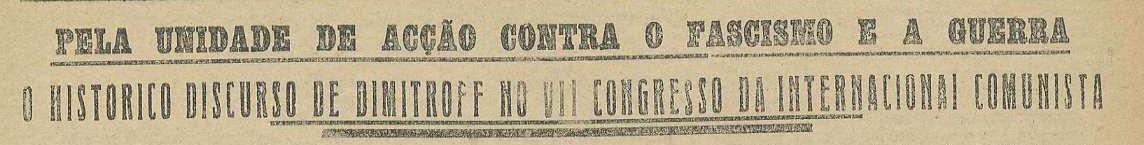 PELA UNIDADE DE ACÇÃO CONTRA O FASCISMO E A GUERRA
O HISTORICO DISCURSO DE DIMITROFF NO VII CONGRESSO DA INTERNACIONAL COMUNISTA